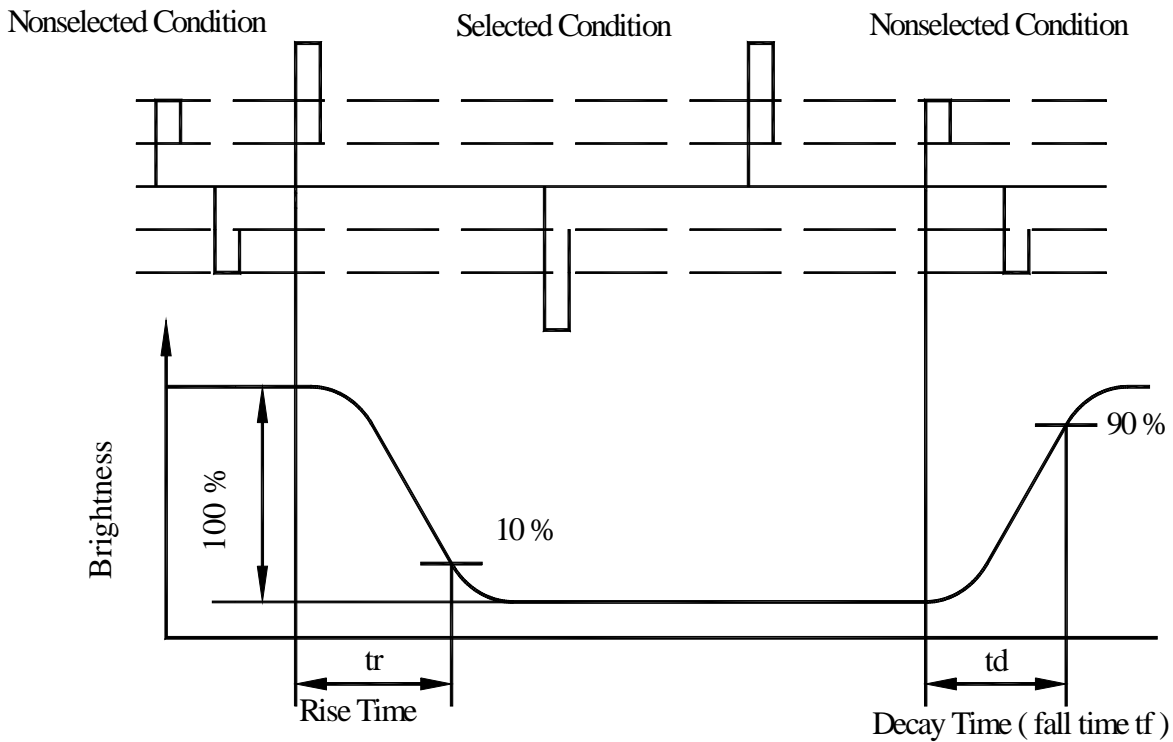 Nonselected Condition
Selected Condition
Nonselected Condition
Brightness
100 %
10 %
90 %
tr
Rise Time
td
Decay Time ( fall time tf )